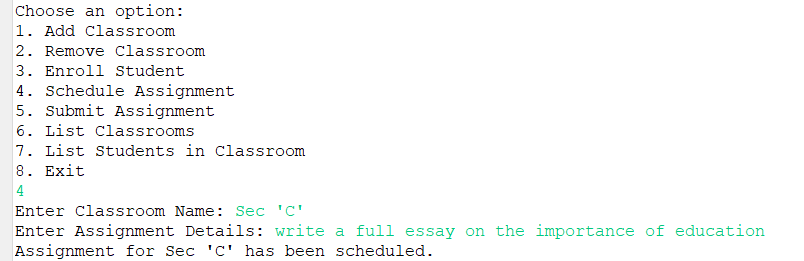 Choose an option:
1. Add Classroom
2. Remove Classroom
3. Enroll Student
4. Schedule Assignment
5. Submit Assignment
6. List Classrooms
7. List Students in Classroom
8. Exit
4
Enter Classroom Name: Sec 'C'
Enter Assignment Details: write a full essay on the importance of education
Assignment for Sec 'C' has been scheduled.